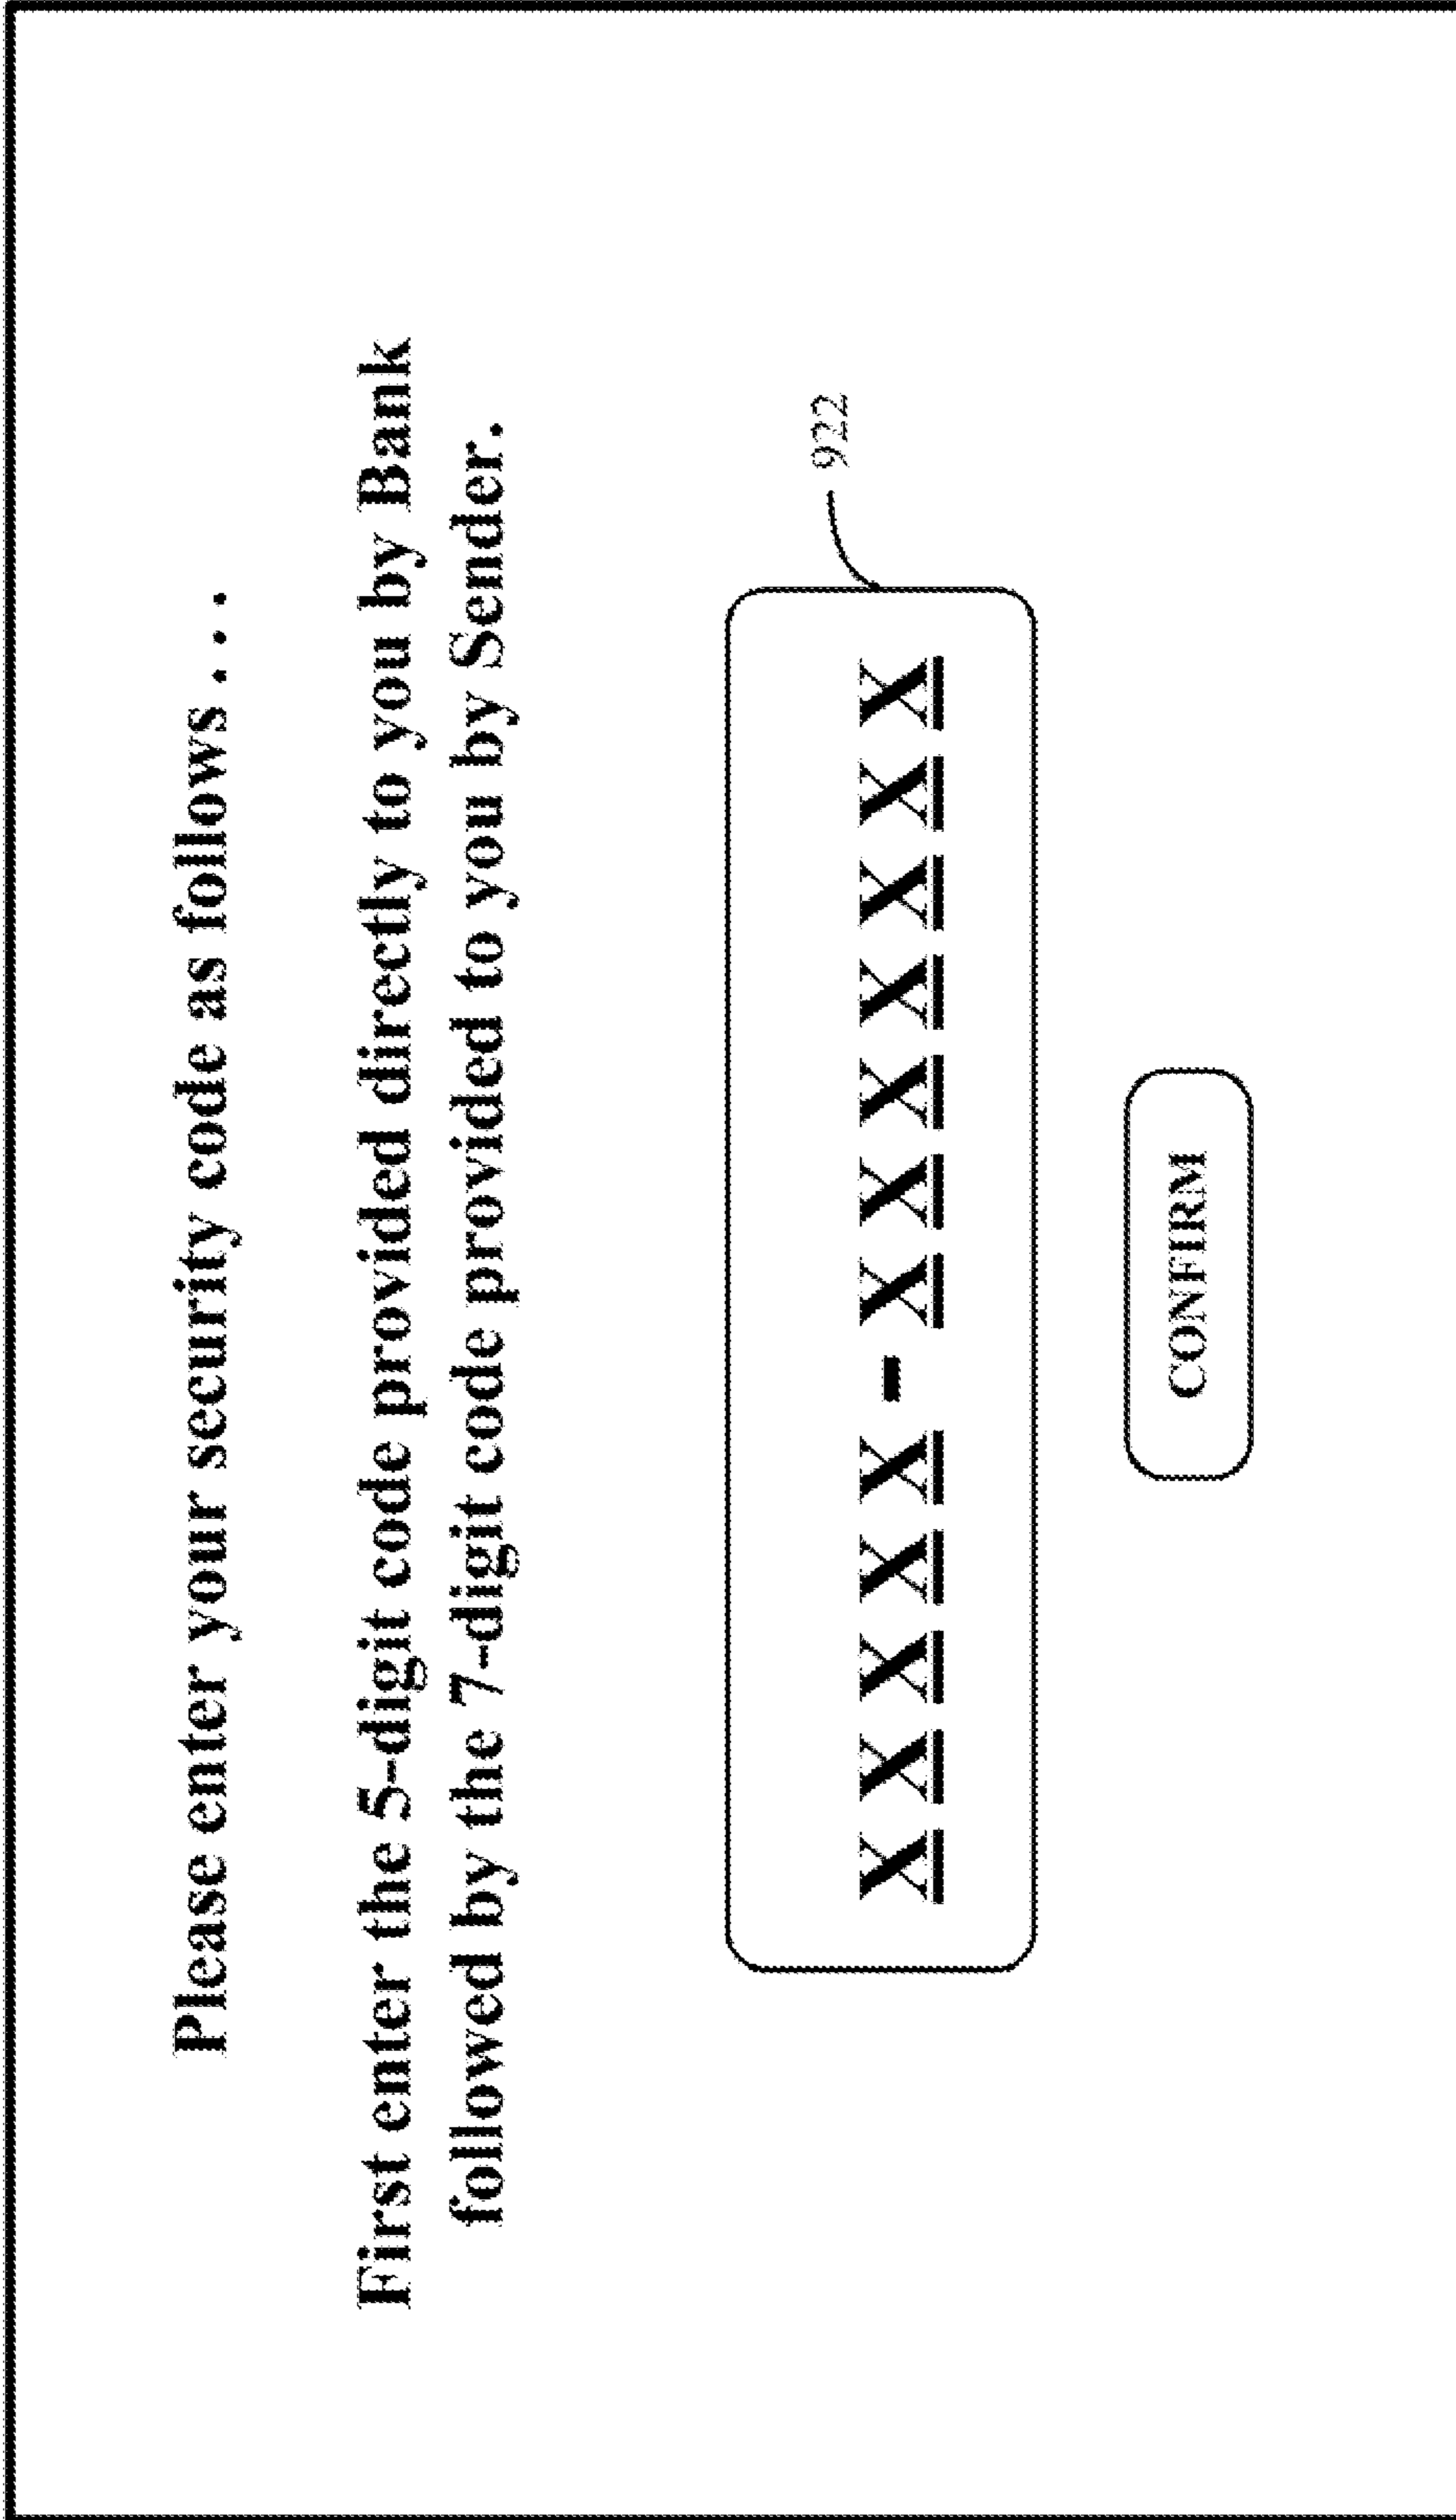 Please enter your security code as follows . . .
First enter the 5-digit code provided directly to you by Bank
followed by the 7-digit code provided to you by Sender.
922
X X X X X - X X X X X X X
CONFIRM